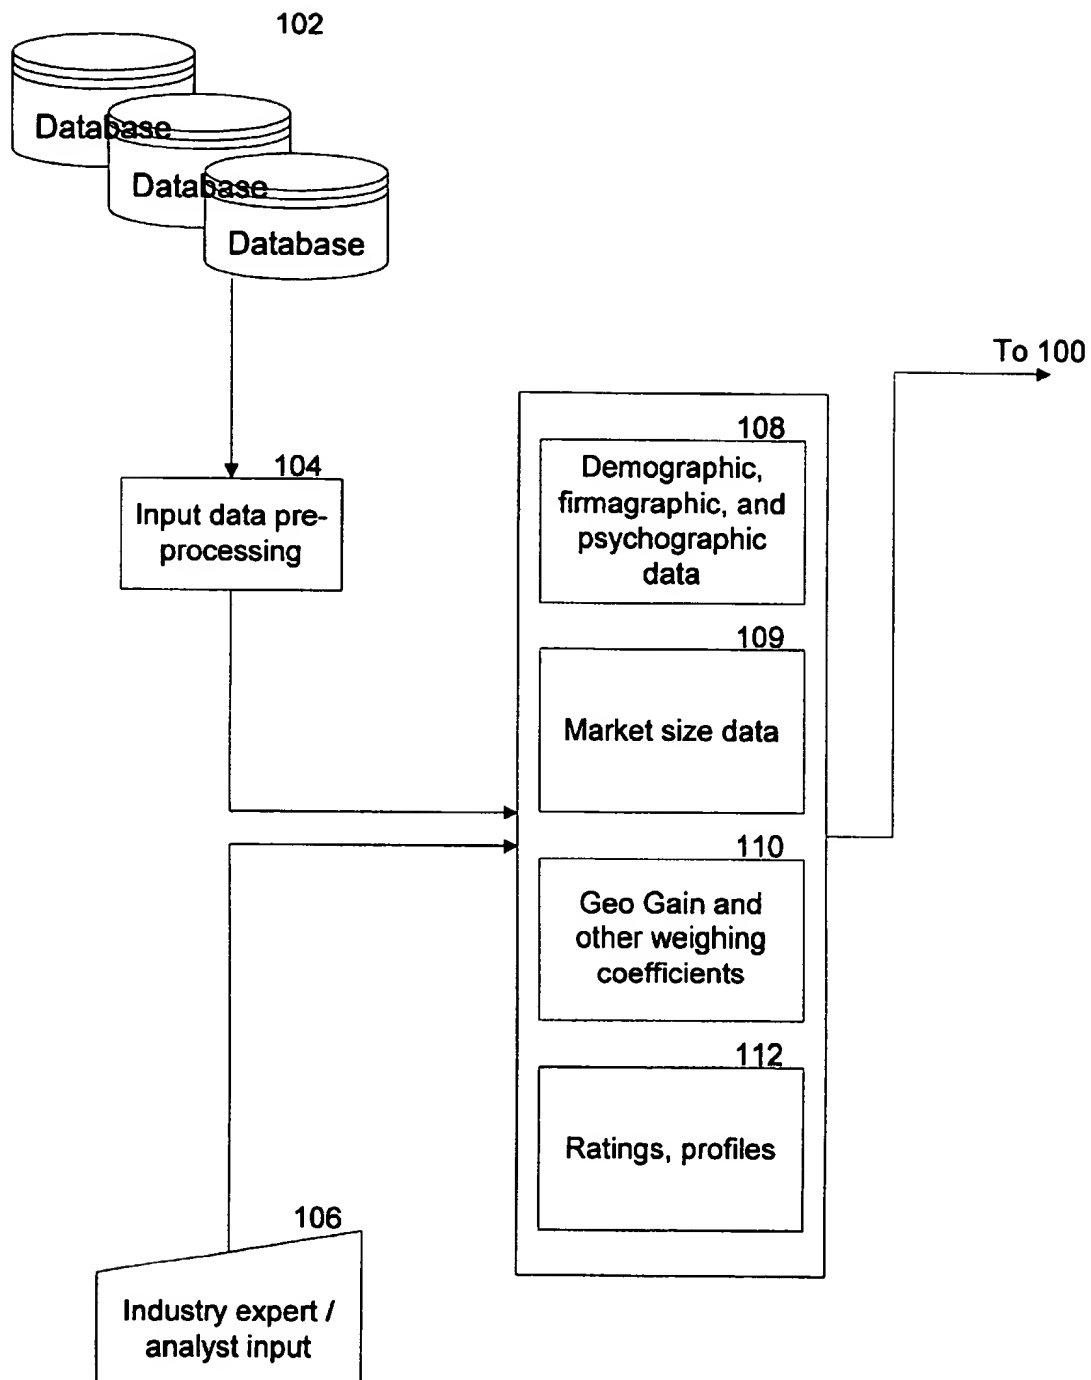 102
Database
Database
Database
To 100
108
Demographic,
firmagraphic, and
psychographic
data
104
Input data pre-
processing
109
Market size data
110
Geo Gain and
other weighing
coefficients
112
Ratings, profiles
106
Industry expert /
analyst input